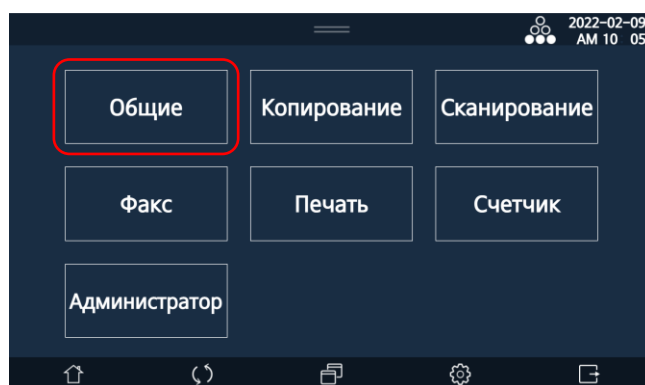 2022-02-09
AM 10 05
Общие Копирование Сканирование
Факс Печать Счетчик
Администратор